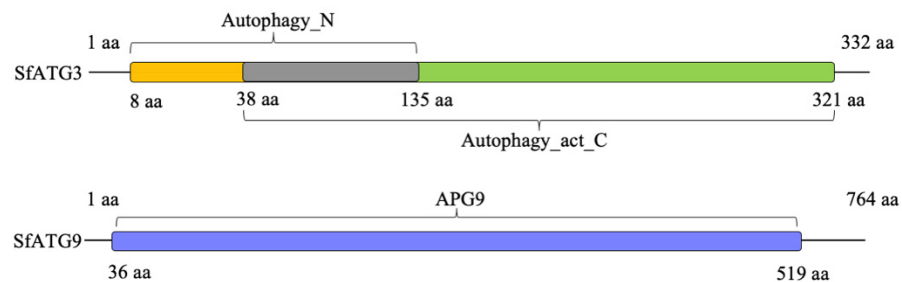 Autophagy_N
1 aa 332 aa
SfATG3
8 aa 38 aa 135 aa 321 aa
Autophagy_act_C
1 aa APG9 764 aa
SfATG9
36 aa 519 aa